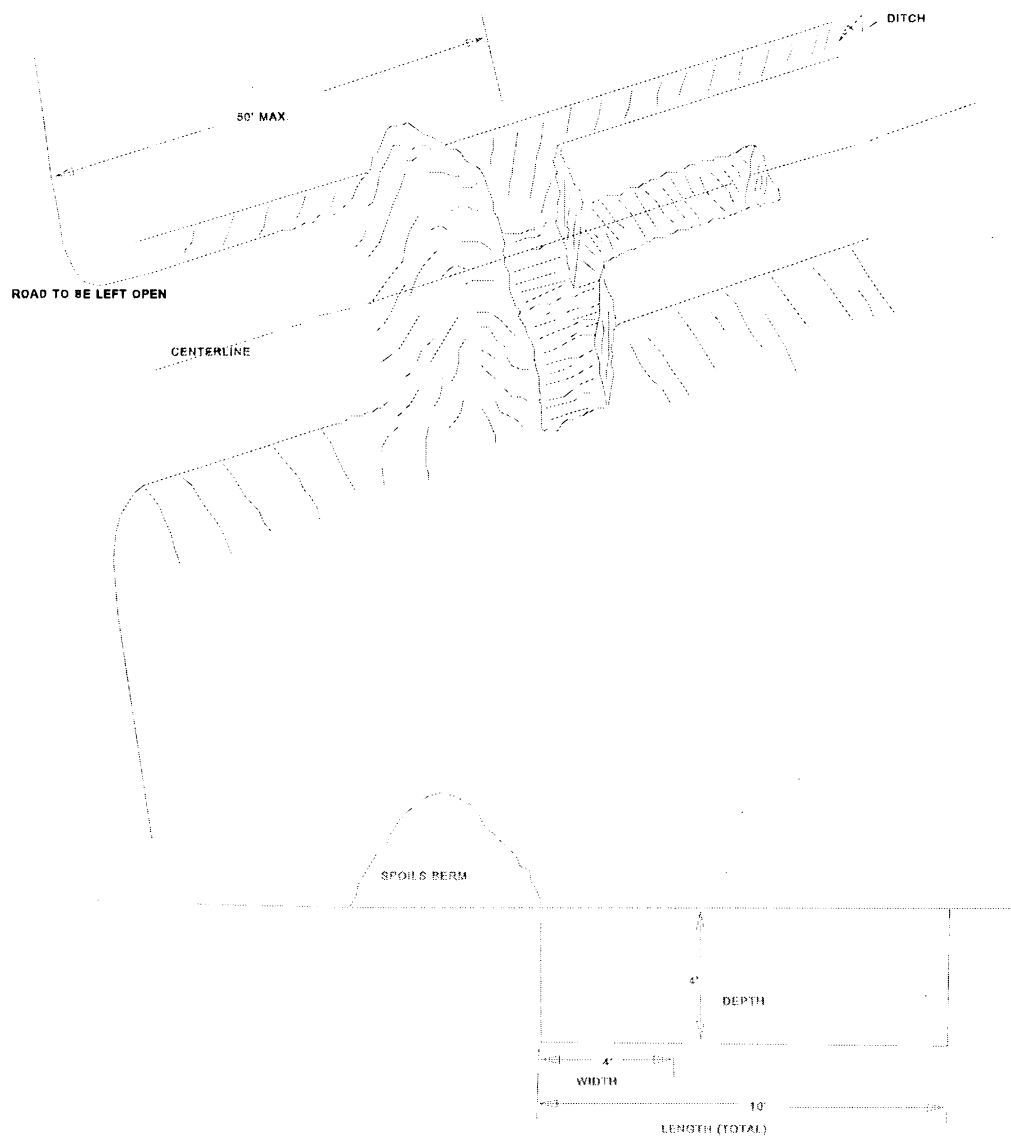 DITCH
50' MAX.
ROAD TO BE LEFT OPEN
CENTERLINE
SPOILS BERM
4'
DEPTH
4'
WIDTH
10'
LENGTH (TOTAL)